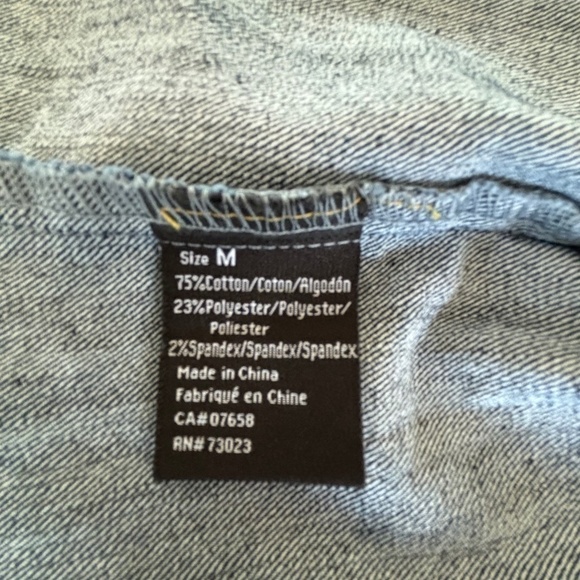 Size M
75%Cotton/Coton/Algodón
23%Polyester/Polyester/
Poliester
2%Spandex/Spandex/Spandex
Made in China
Fabriqué en Chine
CA#07658
RN#73023